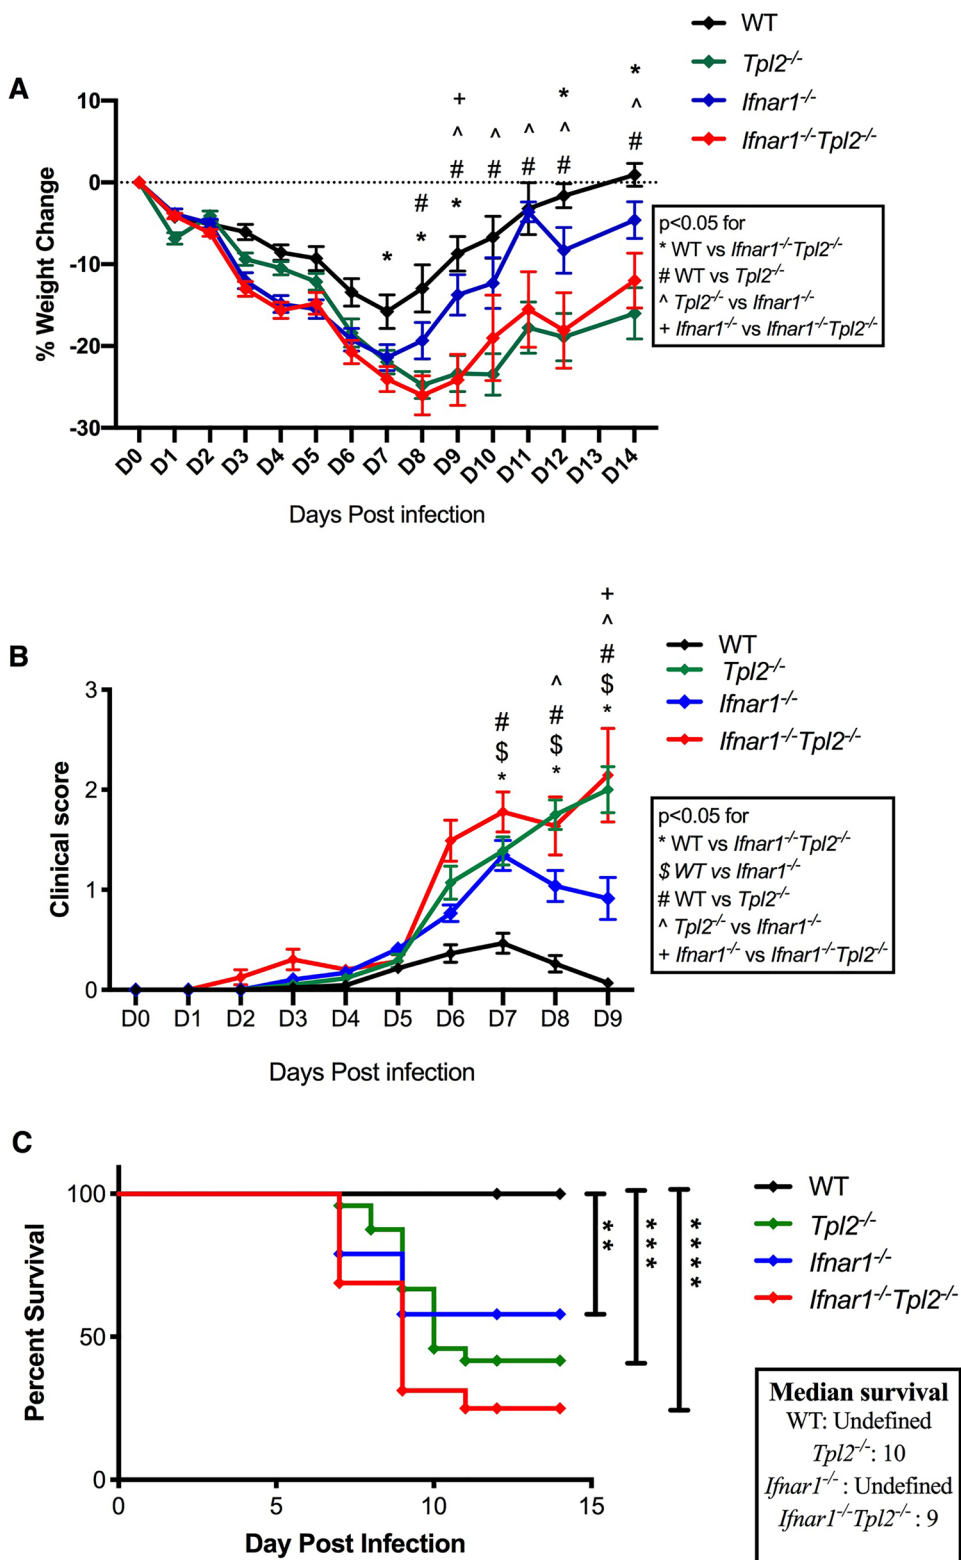 WT
Tpl2-/-
Ifnar1-/-
Ifnar1-/-Tpl2-/-
A
% Weight Change
10
0
-10
-20
-30
+
^
#
*
#
*
*
^
#
^
#
*
^
#
*
^
#
p<0.05 for
* WT vs Ifnar1-/-Tpl2-/-
# WT vs Tpl2-/-
^ Tpl2-/- vs Ifnar1-/-
+ Ifnar1-/- vs Ifnar1-/-Tpl2-/-
D0 D1 D2 D3 D4 D5 D6 D7 D8 D9 D10 D11 D12 D13 D14
Days Post infection
B
WT
Tpl2-/-
Ifnar1-/-
Ifnar1-/-Tpl2-/-
Clinical score
3
2
1
0
#
$
*
^
#
$
*
+
^
#
$
*
p<0.05 for
* WT vs Ifnar1-/-Tpl2-/-
$ WT vs Ifnar1-/-
# WT vs Tpl2-/-
^ Tpl2-/- vs Ifnar1-/-
+ Ifnar1-/- vs Ifnar1-/-Tpl2-/-
D0 D1 D2 D3 D4 D5 D6 D7 D8 D9
Days Post infection
C
Percent Survival
100
50
0
0 5 10 15
Day Post Infection
**
***
****
WT
Tpl2-/-
Ifnar1-/-
Ifnar1-/-Tpl2-/-
Median survival
WT: Undefined
Tpl2-/-: 10
Ifnar1-/- : Undefined
Ifnar1-/-Tpl2-/- : 9